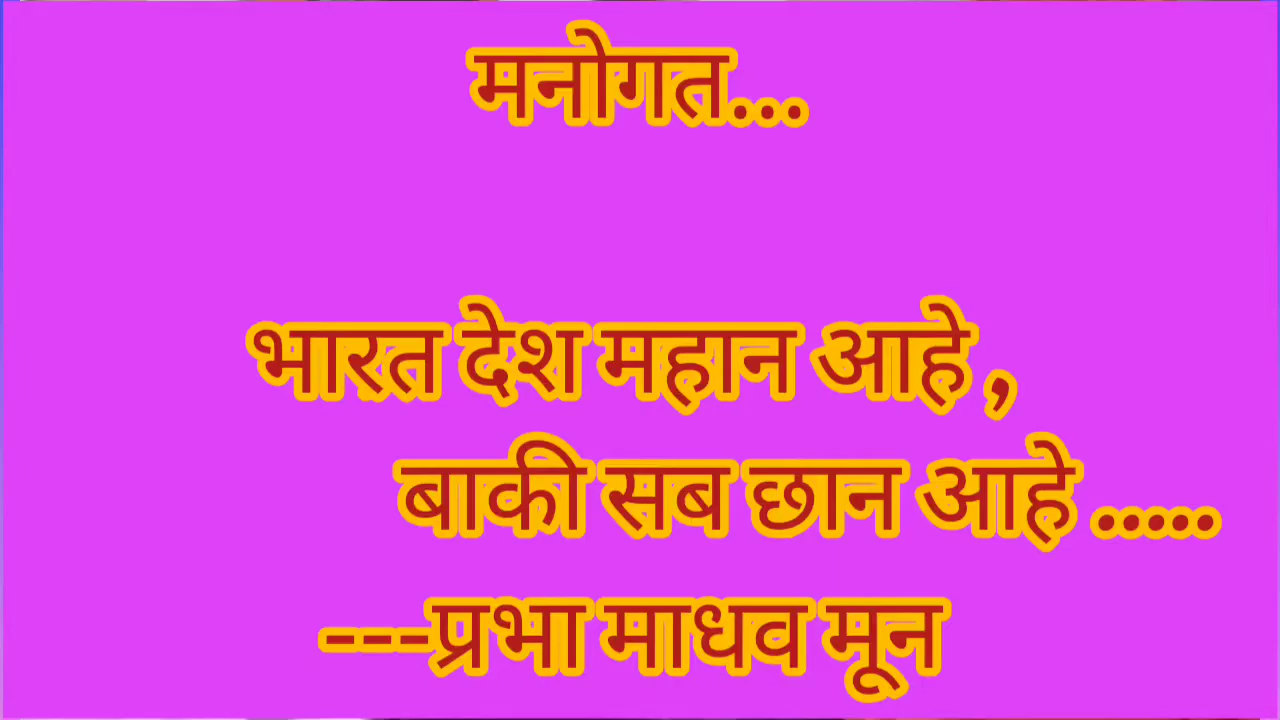 मनोगत...
भारत देश महान आहे ,
बाकी सब छान आहे .....
---प्रभा माधव मून